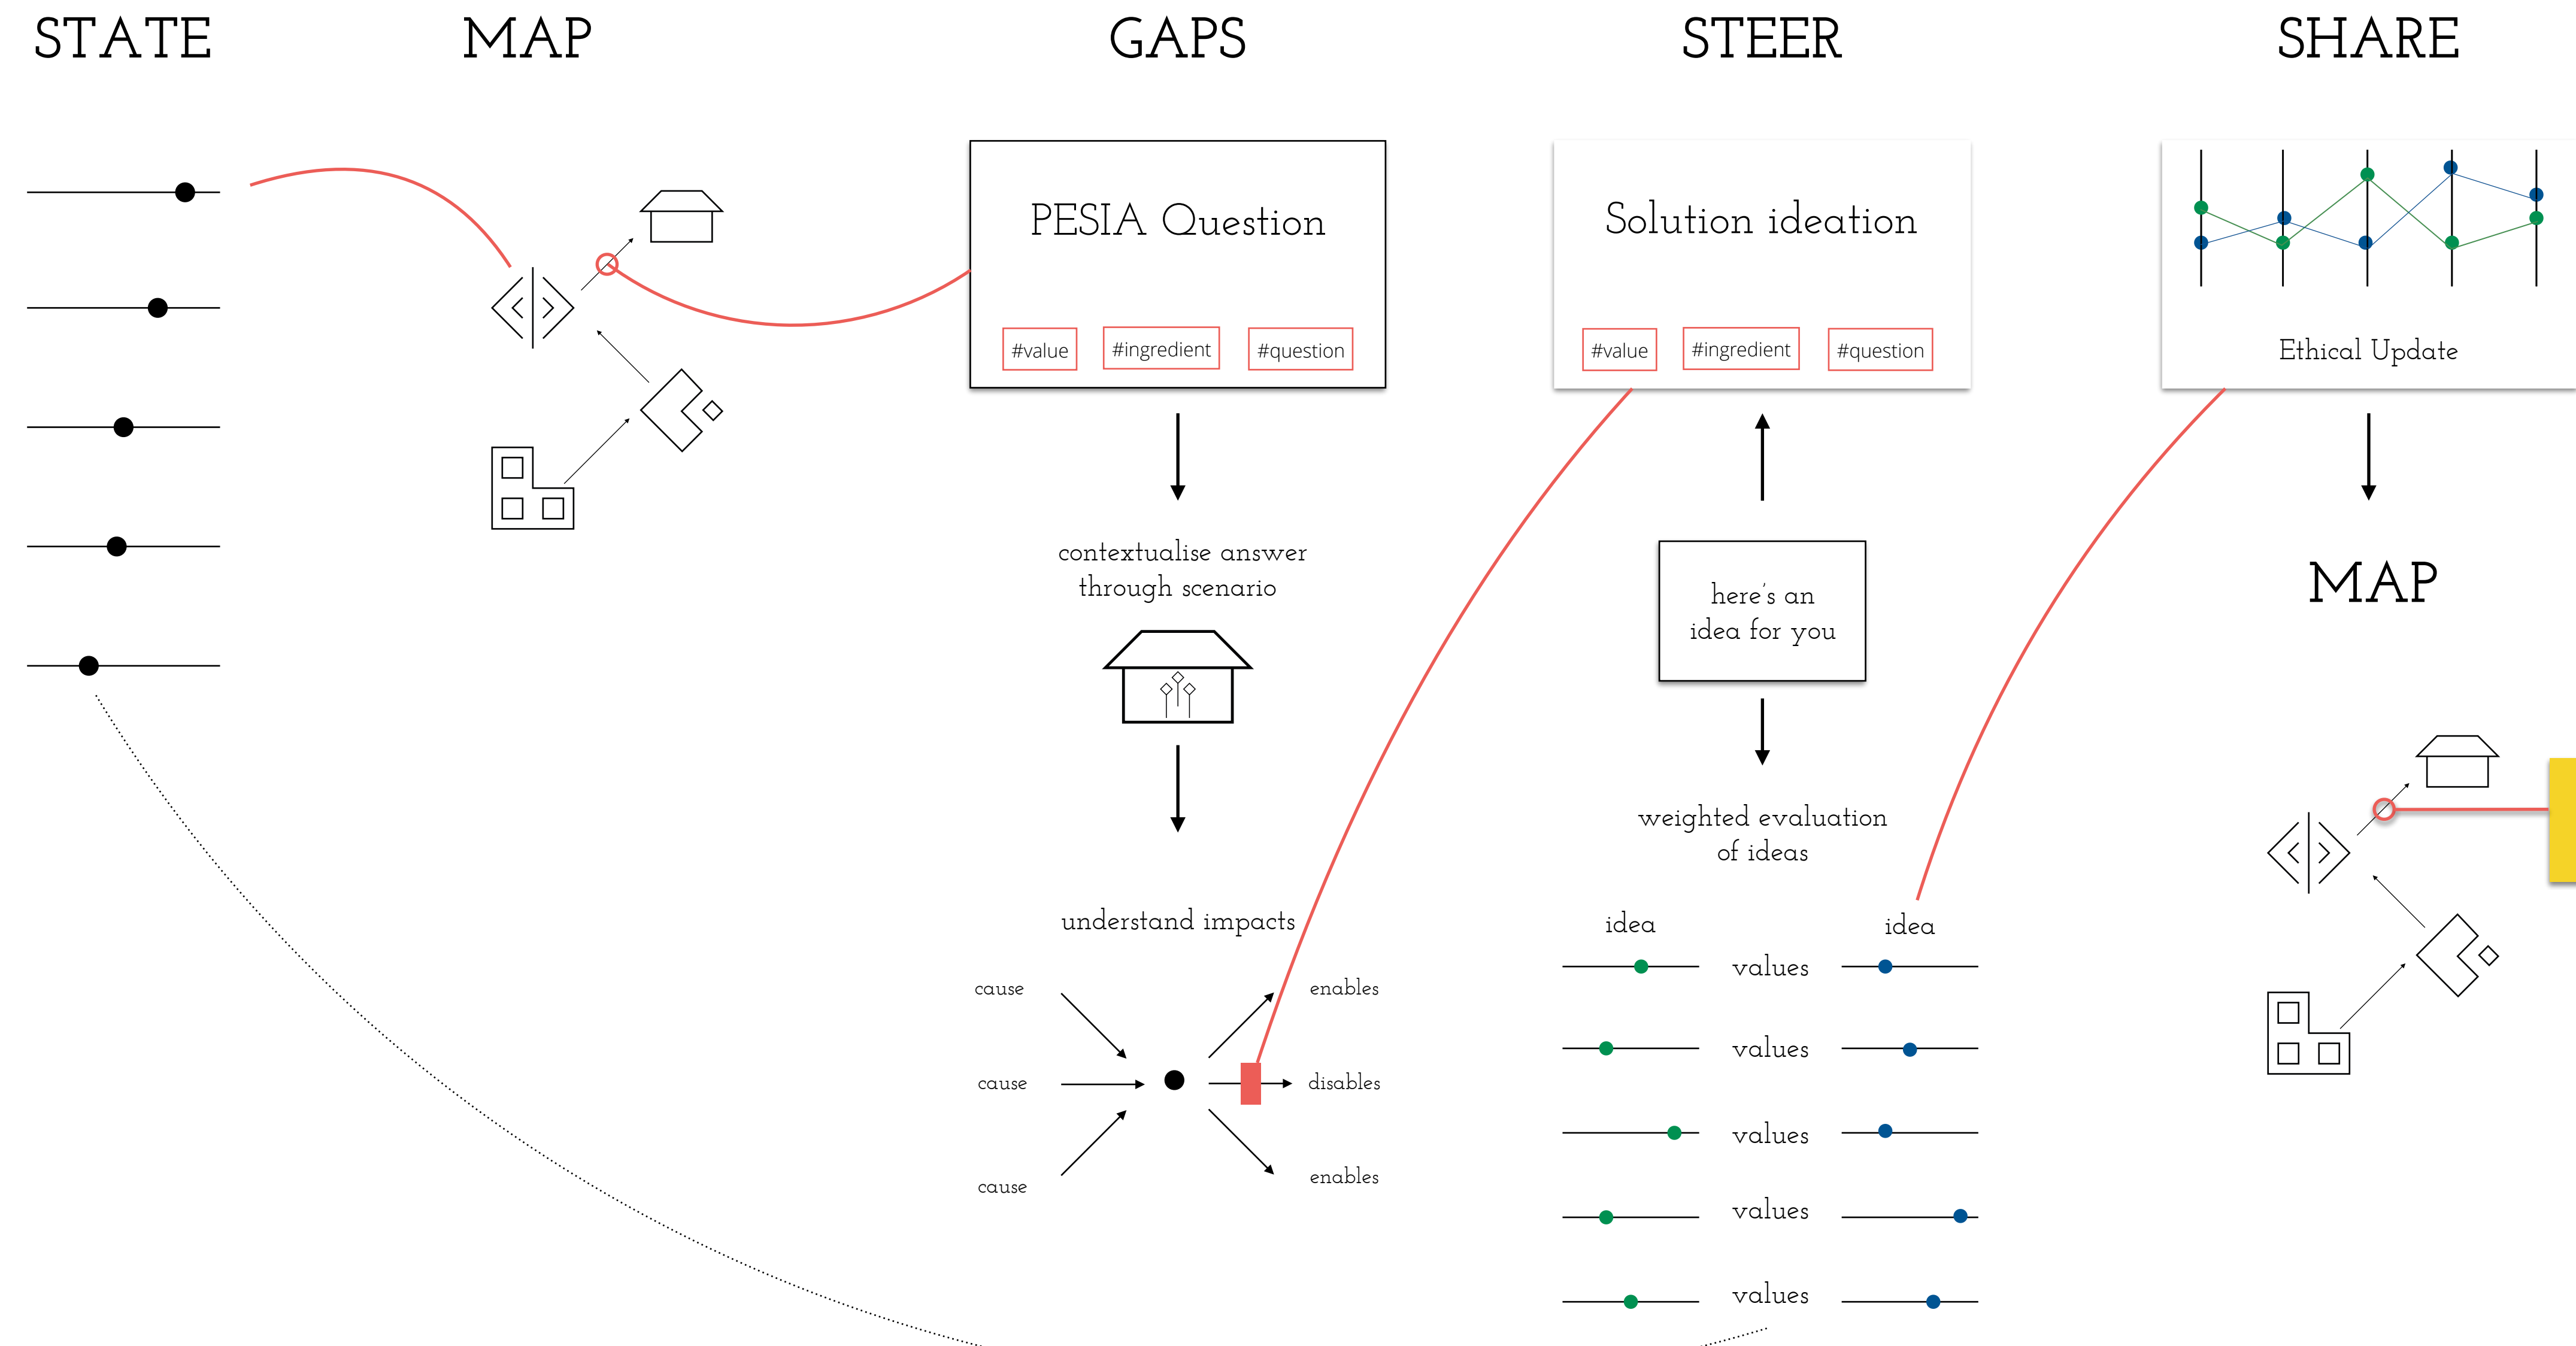 STATE
MAP
GAPS
STEER
SHARE
PESIA Question
#value
#ingredient
#question
contextualise answer
through scenario
understand impacts
cause
enables
cause
disables
cause
enables
Solution ideation
#value
#ingredient
#question
here's an
idea for you
weighted evaluation
of ideas
idea
idea
values
values
values
values
values
Ethical Update
MAP